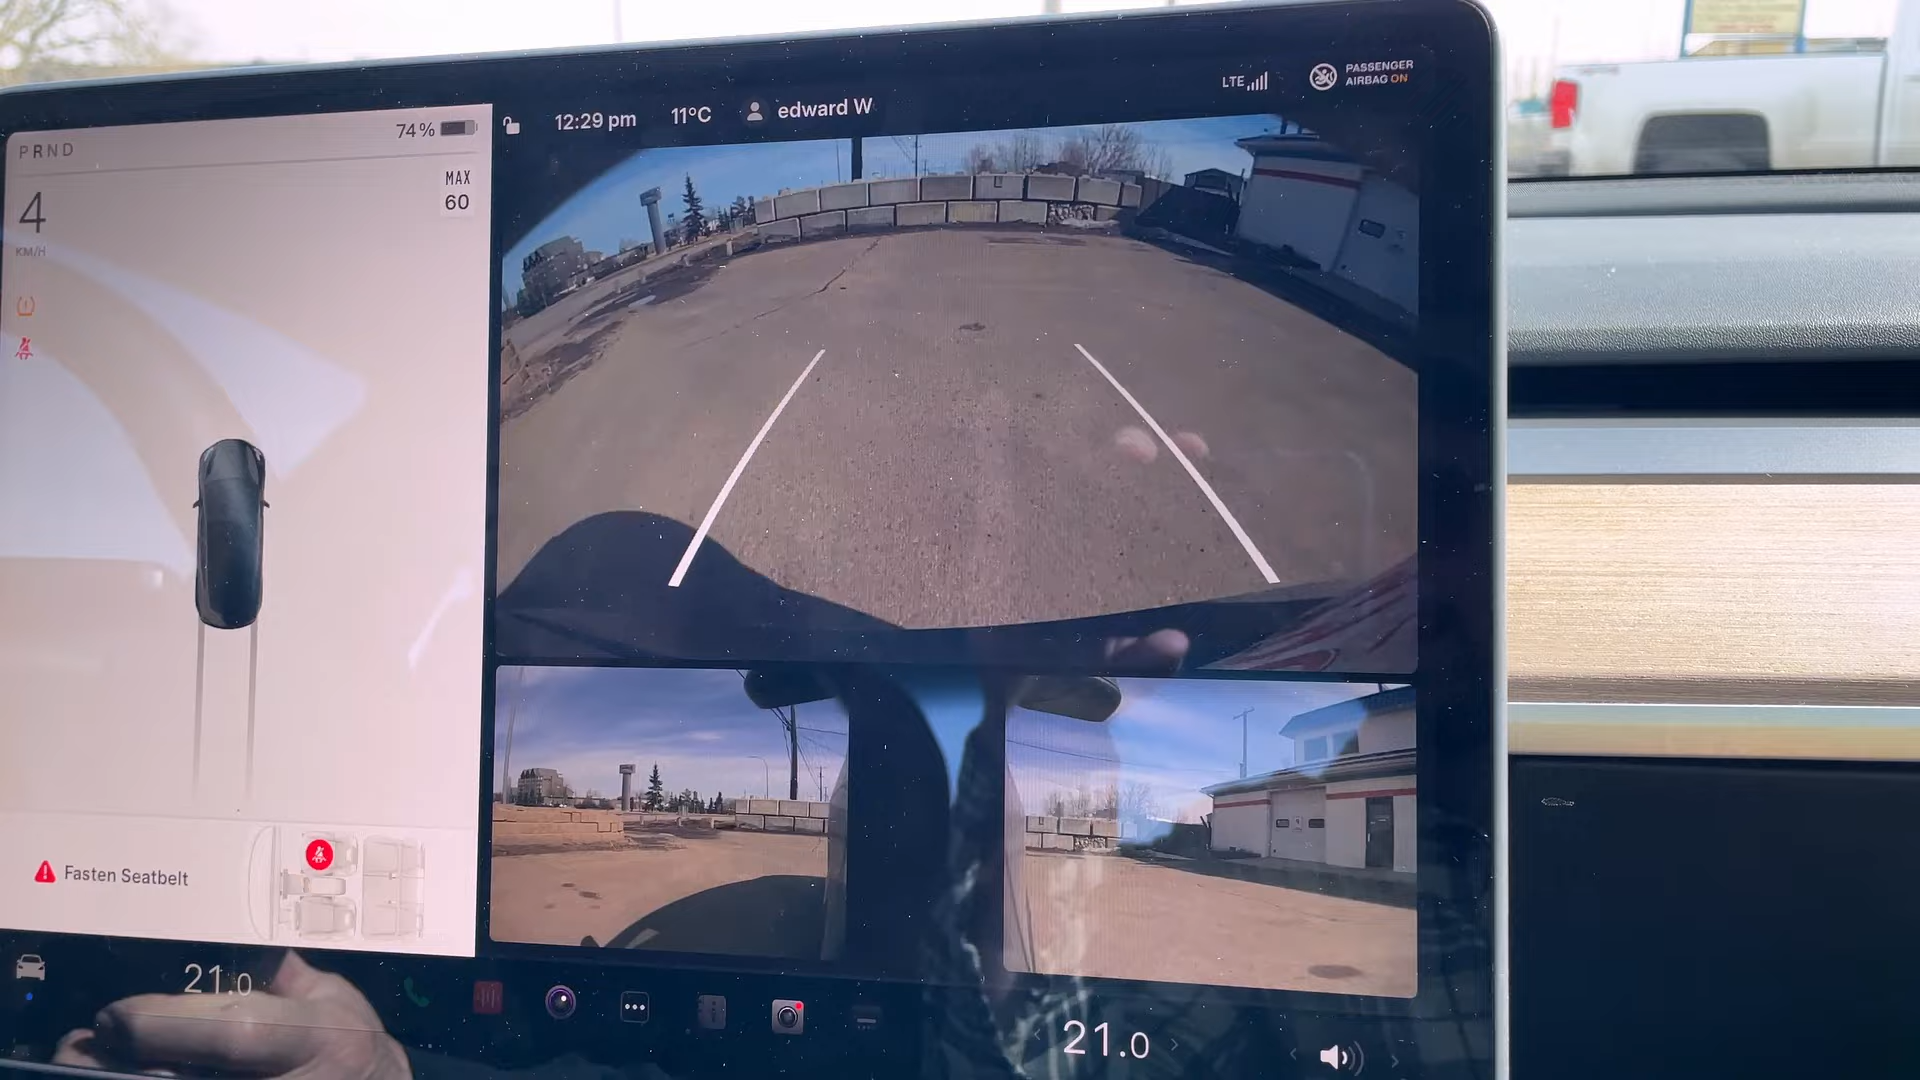 PRND
74%
4
KM/H
MAX
60
12:29 pm
11°C
edward W
LTE
PASSENGER
AIRBAG ON
Fasten Seatbelt
21.0
21.0